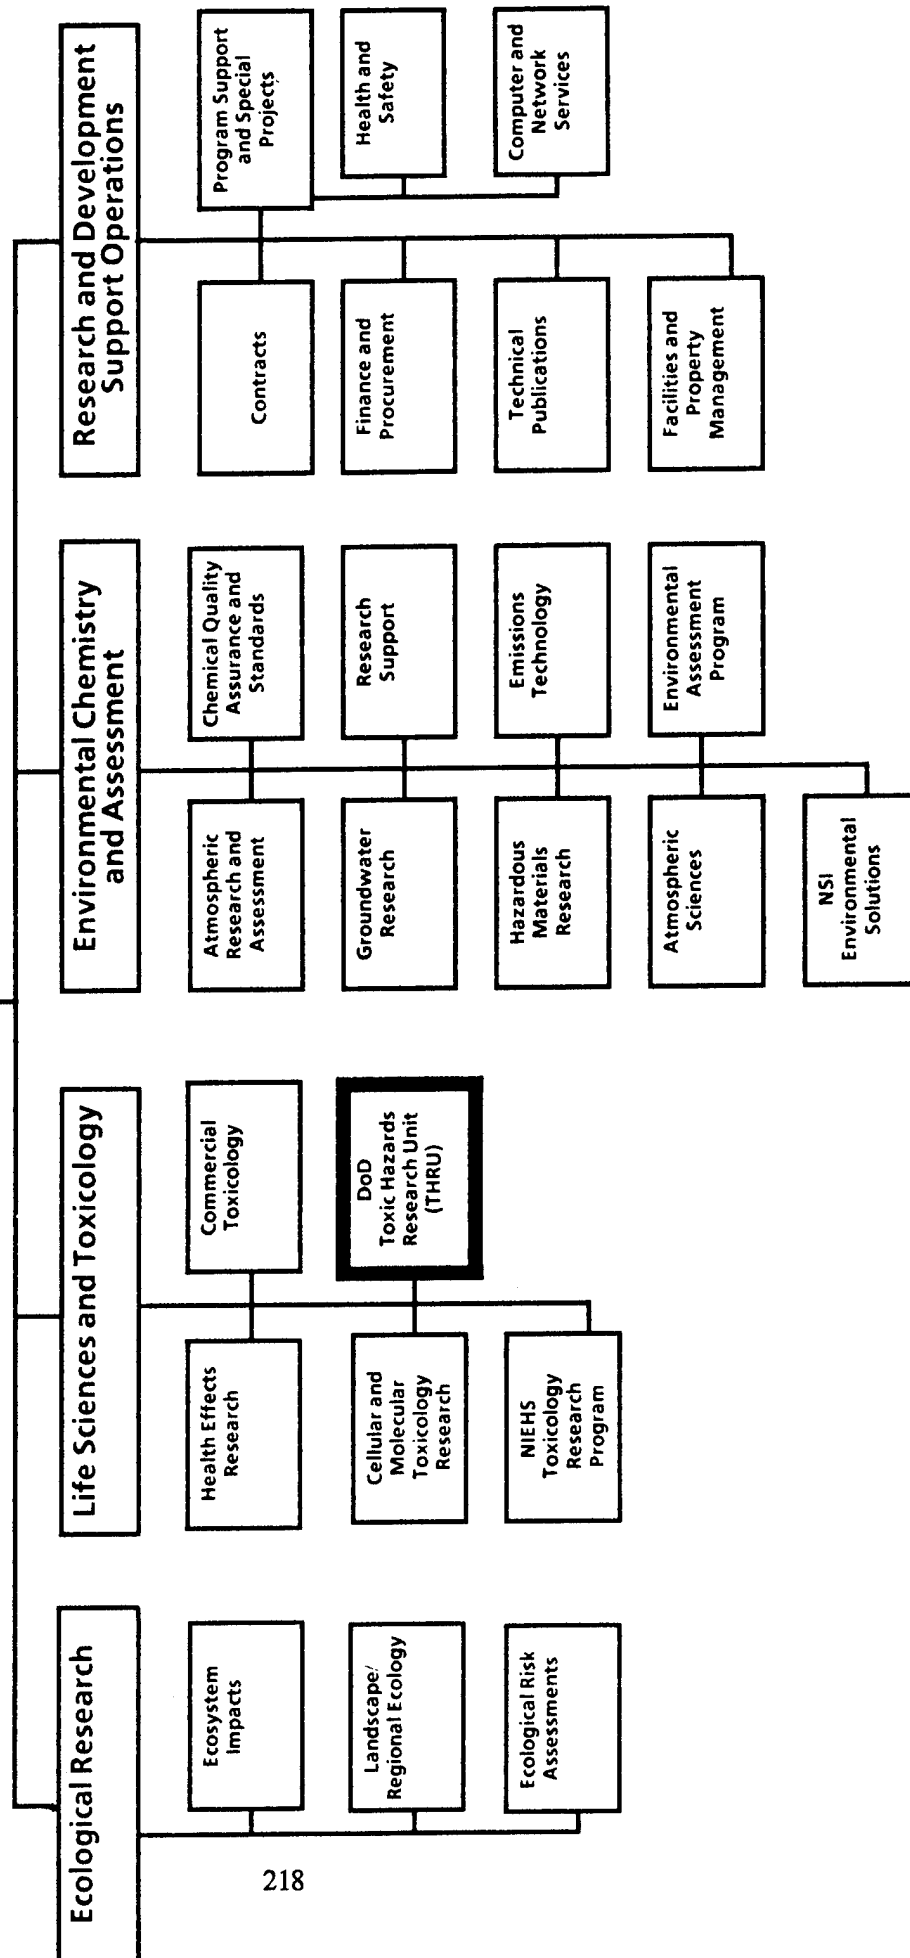 Ecological Research
Ecosystem
Impacts
Landscape/
Regional Ecology
Ecological Risk
Assessments
Life Sciences and Toxicology
Health Effects
Research
Commercial
Toxicology
Cellular and
Molecular
Toxicology
Research
DoD
Toxic Hazards
Research Unit
(THRU)
NIEHS
Toxicology
Research
Program
Environmental Chemistry
and Assessment
Atmospheric
Research and
Assessment
Chemical Quality
Assurance and
Standards
Groundwater
Research
Research
Support
Hazardous
Materials
Research
Emissions
Technology
Atmospheric
Sciences
Environmental
Assessment
Program
NSI
Environmental
Solutions
Research and Development
Support Operations
Contracts
Program Support
and Special
Projects
Finance and
Procurement
Health and
Safety
Technical
Publications
Computer and
Network
Services
Facilities and
Property
Management
218